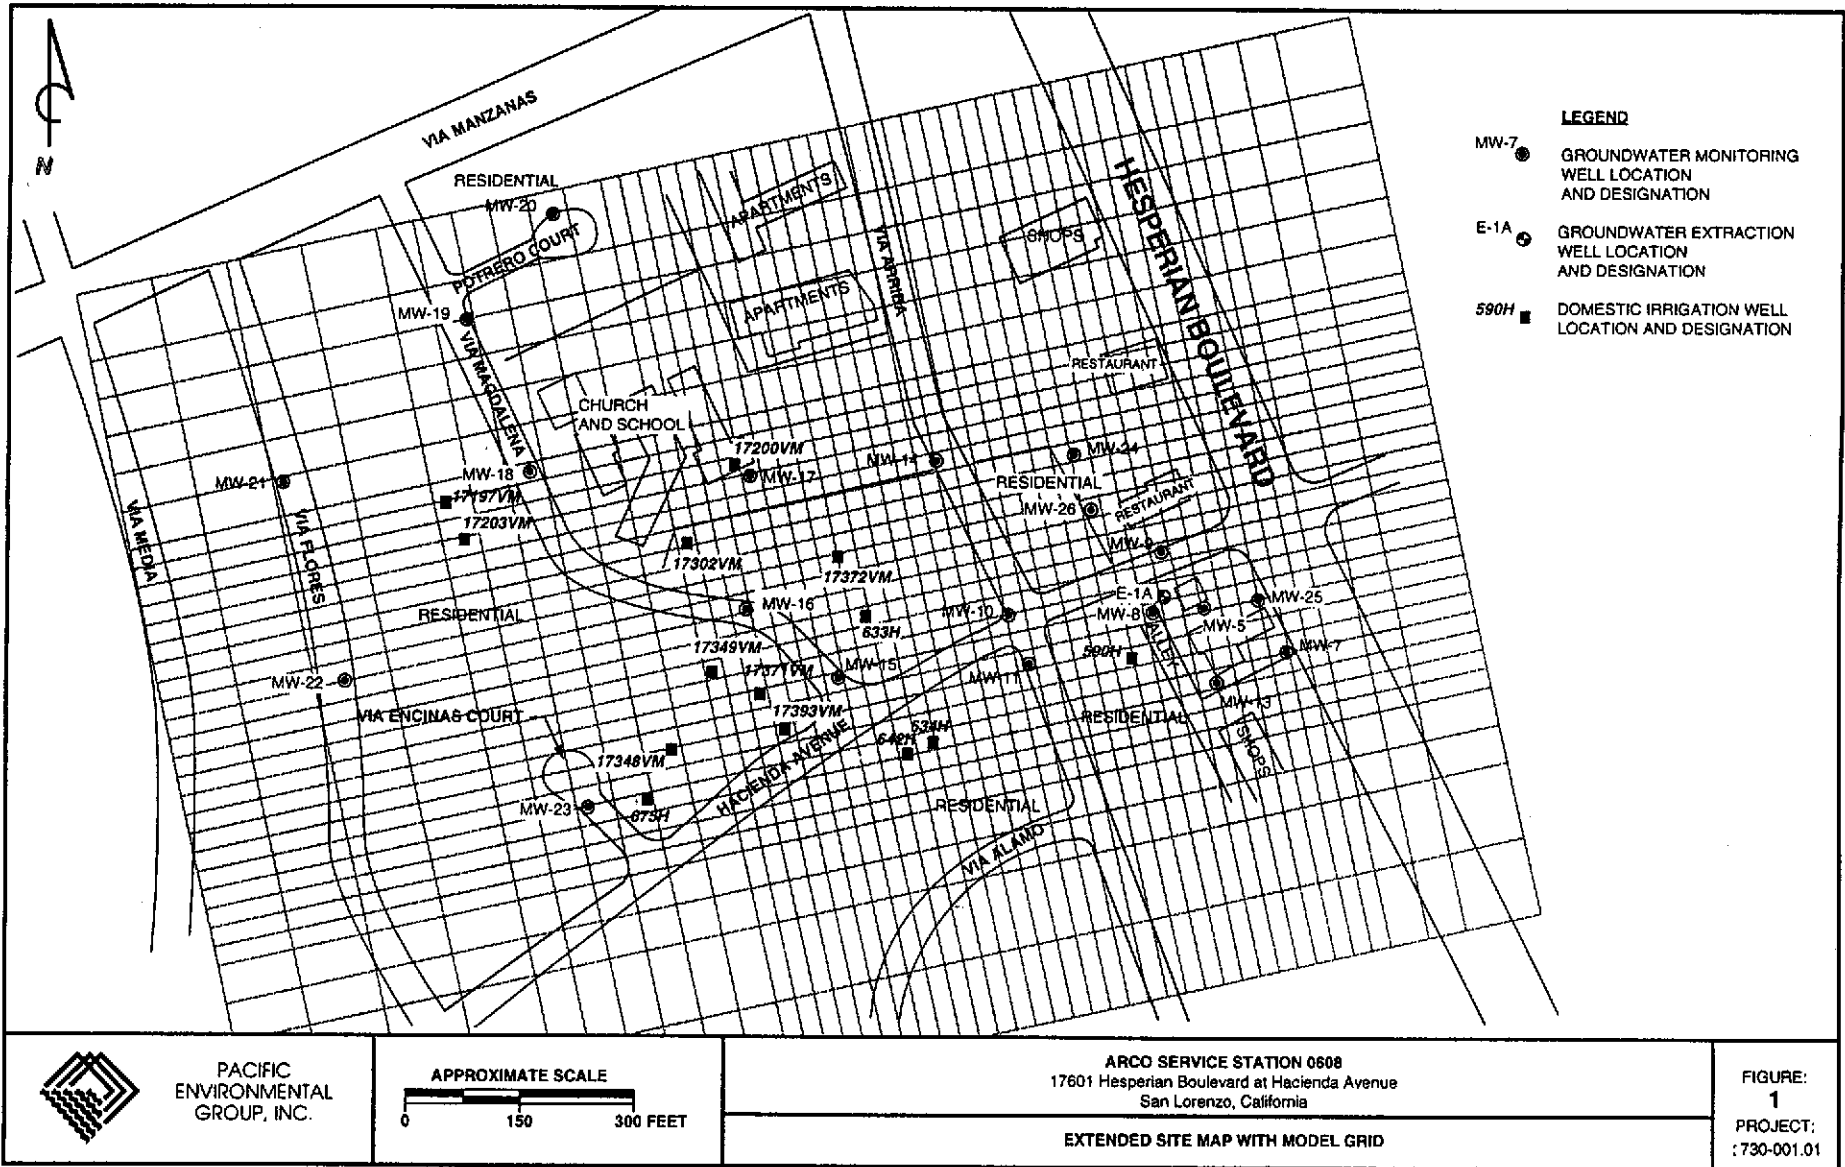 N
VIA MANZANAS
RESIDENTIAL
MW-20
POTRERO COURT
APARTMENTS
VIA ARRIBA
SHOPS
HESPERIAN BOULEVARD
MW-19
VIA MAGDALENA
APARTMENTS
RESTAURANT
CHURCH
AND SCHOOL
17200VM
MW-17
MW-14
MW-24
RESIDENTIAL
MW-26
RESTAURANT
MW-21
MW-18
17197VM
17203VM
VIA MEDIA
VIA FLORES
17302VM
17372VM
MW-9
E-1A
MW-8
MW-25
MW-5
ALLEY
RESIDENTIAL
MW-16
633H
MW-10
17349VM
17371VM
MW-15
MW-11
590H
MW-7
MW-22
VIA ENCINAS COURT
17393VM
MW-13
RESIDENTIAL
634H
642H
SHOPS
17348VM
HACIENDA AVENUE
MW-23
675H
RESIDENTIAL
VIA ALAMO
LEGEND
MW-7
GROUNDWATER MONITORING
WELL LOCATION
AND DESIGNATION
E-1A
GROUNDWATER EXTRACTION
WELL LOCATION
AND DESIGNATION
590H
DOMESTIC IRRIGATION WELL
LOCATION AND DESIGNATION
PACIFIC
ENVIRONMENTAL
GROUP, INC.
APPROXIMATE SCALE
0 150 300 FEET
ARCO SERVICE STATION 0608
17601 Hesperian Boulevard at Hacienda Avenue
San Lorenzo, California
EXTENDED SITE MAP WITH MODEL GRID
FIGURE:
1
PROJECT:
730-001.01